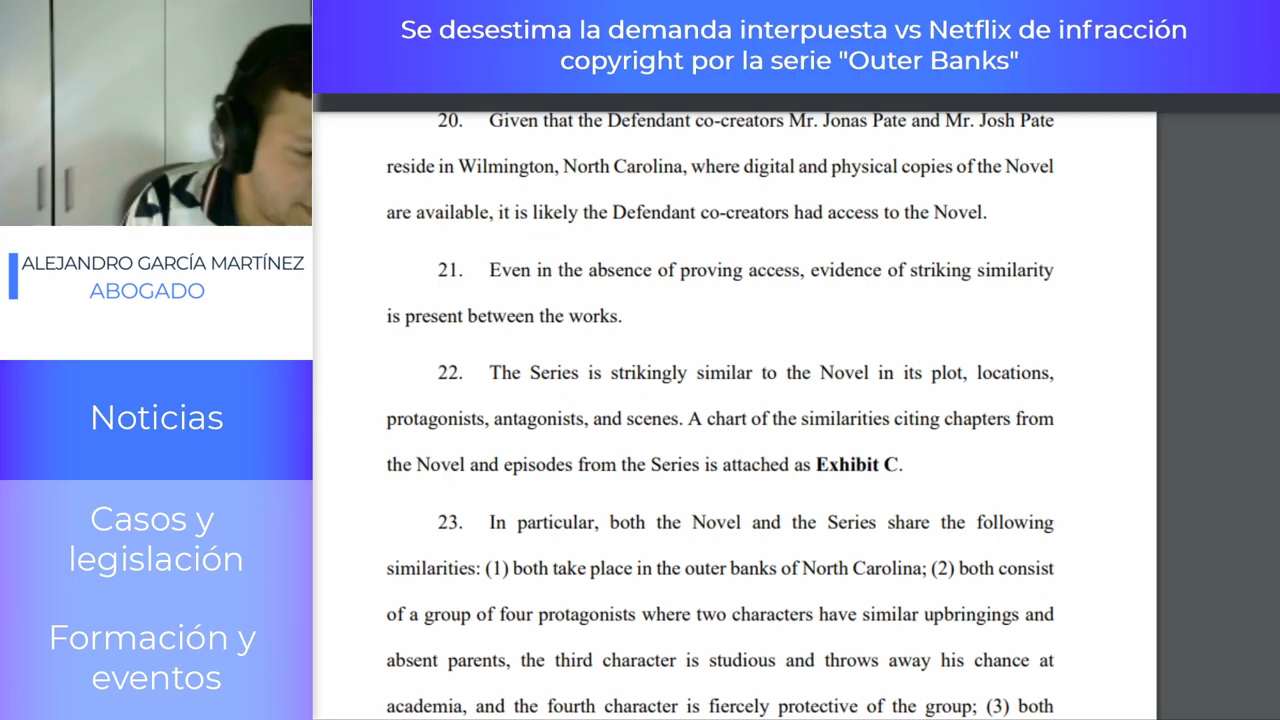 Se desestima la demanda interpuesta vs Netflix de infracción
copyright por la serie "Outer Banks"
ALEJANDRO GARCÍA MARTÍNEZ
ABOGADO
Noticias
Casos y
legislación
Formación y
eventos
20. Given that the Defendant co-creators Mr. Jonas Pate and Mr. Josh Pate
reside in Wilmington, North Carolina, where digital and physical copies of the Novel
are available, it is likely the Defendant co-creators had access to the Novel.
21. Even in the absence of proving access, evidence of striking similarity
is present between the works.
22. The Series is strikingly similar to the Novel in its plot, locations,
protagonists, antagonists, and scenes. A chart of the similarities citing chapters from
the Novel and episodes from the Series is attached as Exhibit C.
23. In particular, both the Novel and the Series share the following
similarities: (1) both take place in the outer banks of North Carolina; (2) both consist
of a group of four protagonists where two characters have similar upbringings and
absent parents, the third character is studious and throws away his chance at
academia, and the fourth character is fiercely protective of the group; (3) both